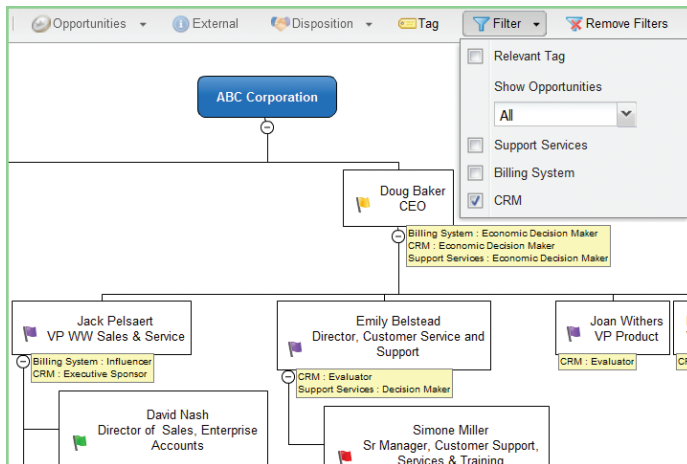 Opportunities
External
Disposition
Tag
Filter
Remove Filters
Relevant Tag
Show Opportunities
All
Support Services
Billing System
CRM
ABC Corporation
Doug Baker
CEO
Billing System : Economic Decision Maker
CRM : Economic Decision Maker
Support Services : Economic Decision Maker
Jack Pelsaert
VP WW Sales & Service
Billing System : Influencer
CRM : Executive Sponsor
Emily Belstead
Director, Customer Service and
Support
CRM : Evaluator
Support Services : Decision Maker
Joan Withers
VP Product
CRM : Evaluator
David Nash
Director of Sales, Enterprise
Accounts
Simone Miller
Sr Manager, Customer Support,
Services & Training